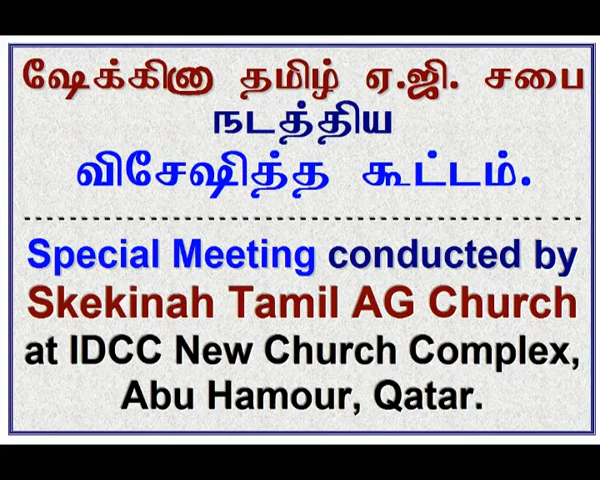 ஷேக்கினா தமிழ் ஏ.ஜி. சபை
நடத்திய
விசேஷித்த கூட்டம்.
Special Meeting conducted by
Skekinah Tamil AG Church
at IDCC New Church Complex,
Abu Hamour, Qatar.